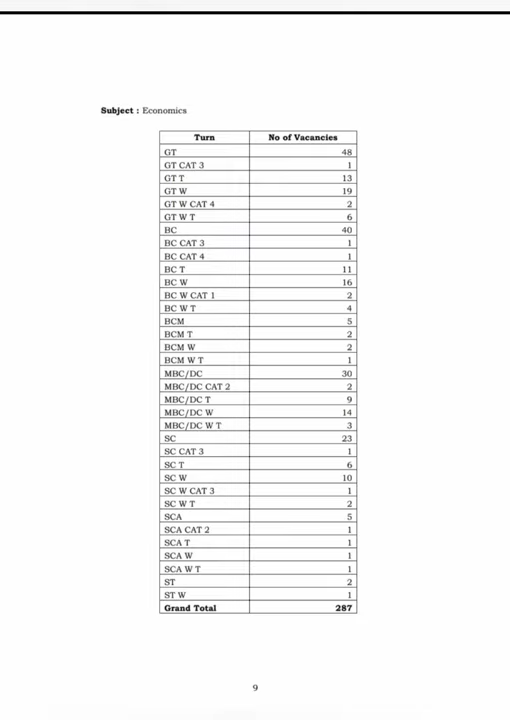 Subject : Economics
Turn No of Vacancies
GT 48
GT CAT 3 1
GT T 13
GT W 19
GT W CAT 4 2
GT W T 6
BC 40
BC CAT 3 1
BC CAT 4 1
BC T 11
BC W 16
BC W CAT 1 2
BC W T 4
BCM 5
BCM T 2
BCM W 2
BCM W T 1
MBC/DC 30
MBC/DC CAT 2 2
MBC/DC T 9
MBC/DC W 14
MBC/DC W T 3
SC 23
SC CAT 3 1
SC T 6
SC W 10
SC W CAT 3 1
SC W T 2
SCA 5
SCA CAT 2 1
SCA T 1
SCA W 1
SCA W T 1
ST 2
ST W 1
Grand Total 287
9